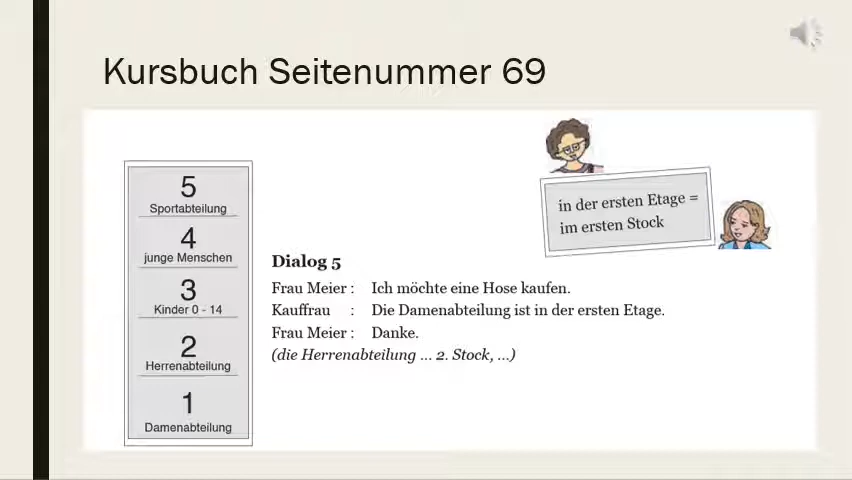 Kursbuch Seitenummer 69
5
Sportabteilung
4
junge Menschen
3
Kinder 0 - 14
2
Herrenabteilung
1
Damenabteilung
in der ersten Etage =
im ersten Stock
Dialog 5
Frau Meier : Ich möchte eine Hose kaufen.
Kauffrau : Die Damenabteilung ist in der ersten Etage.
Frau Meier : Danke.
(die Herrenabteilung ... 2. Stock, ...)